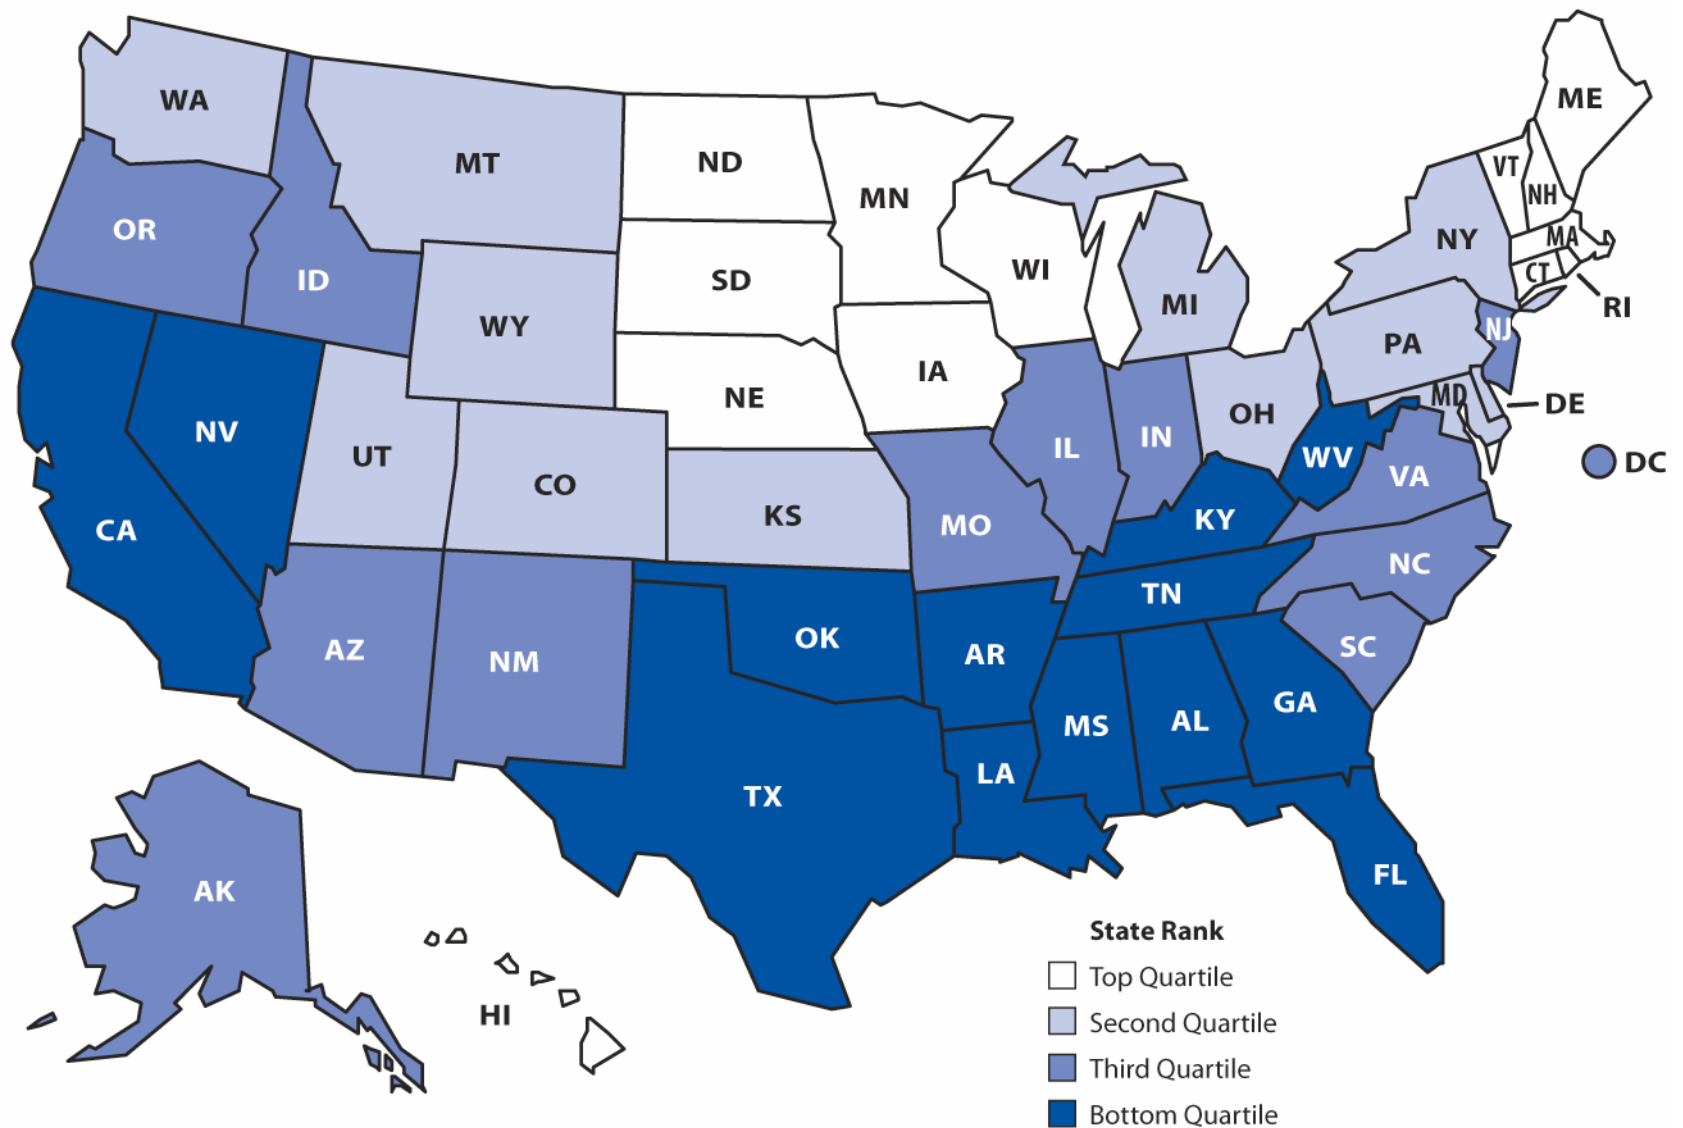 WA
MT
ND
MN
ME
VT
NH
OR
ID
WY
SD
WI
MI
NY
MA
CT
RI
NV
UT
CO
NE
IA
IL
IN
OH
PA
NJ
MD
DE
DC
CA
KS
MO
KY
WV
VA
AZ
NM
OK
AR
TN
NC
SC
TX
LA
MS
AL
GA
FL
AK
HI
State Rank
Top Quartile
Second Quartile
Third Quartile
Bottom Quartile